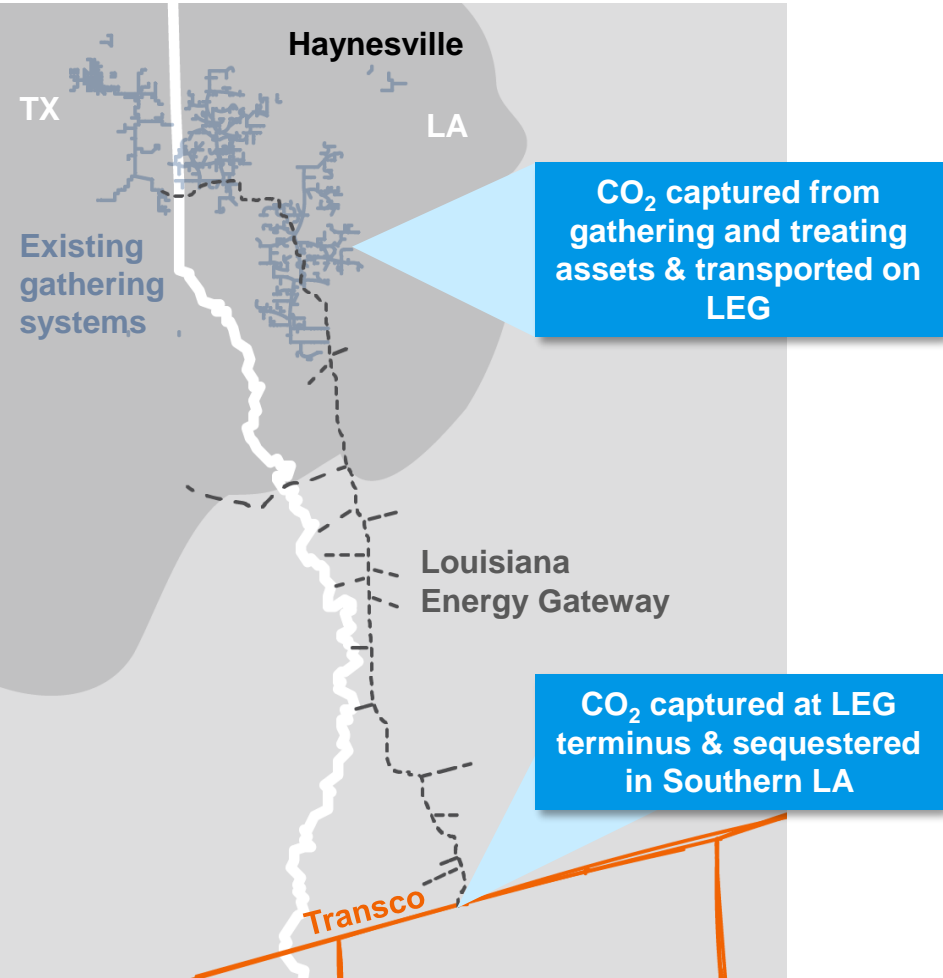 Haynesville
TX
LA
CO₂ captured from
gathering and treating
assets & transported on
LEG
Existing
gathering
systems
Louisiana
Energy Gateway
CO₂ captured at LEG
terminus & sequestered
in Southern LA
Transco